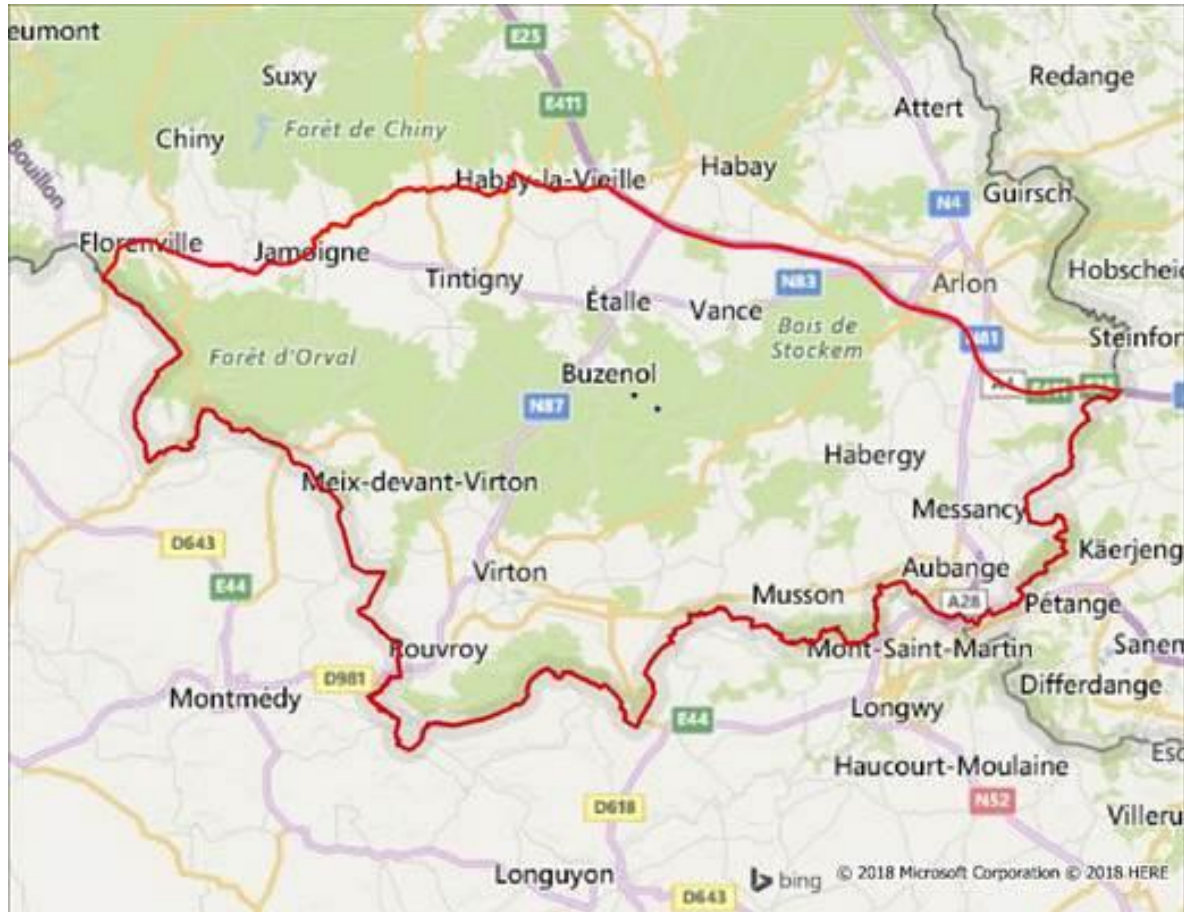 eumont
Suxy
E25
Redange
E411
Attert
Chiny
Forêt de Chiny
Bouillon
Habay-la-Vieille
Habay
Guirsch
N4
Florenville
Jamoigne
Tintigny
Étalle
Vance
N83
Arlon
Hobscheid
Bois de
Stockem
Forêt d'Orval
Buzenol
Steinfor
N87
Meix-devant-Virton
Habergy
Messancy
D643
E44
Virton
Musson
Aubange
Käerjeng
A28
Pétange
Rouvroy
Mont-Saint-Martin
Sanem
D981
Montmédy
Differdange
E44
Longwy
Esc
Haucourt-Moulaine
D618
N52
Villeru
Longuyon
D643
bing
© 2018 Microsoft Corporation © 2018 HERE